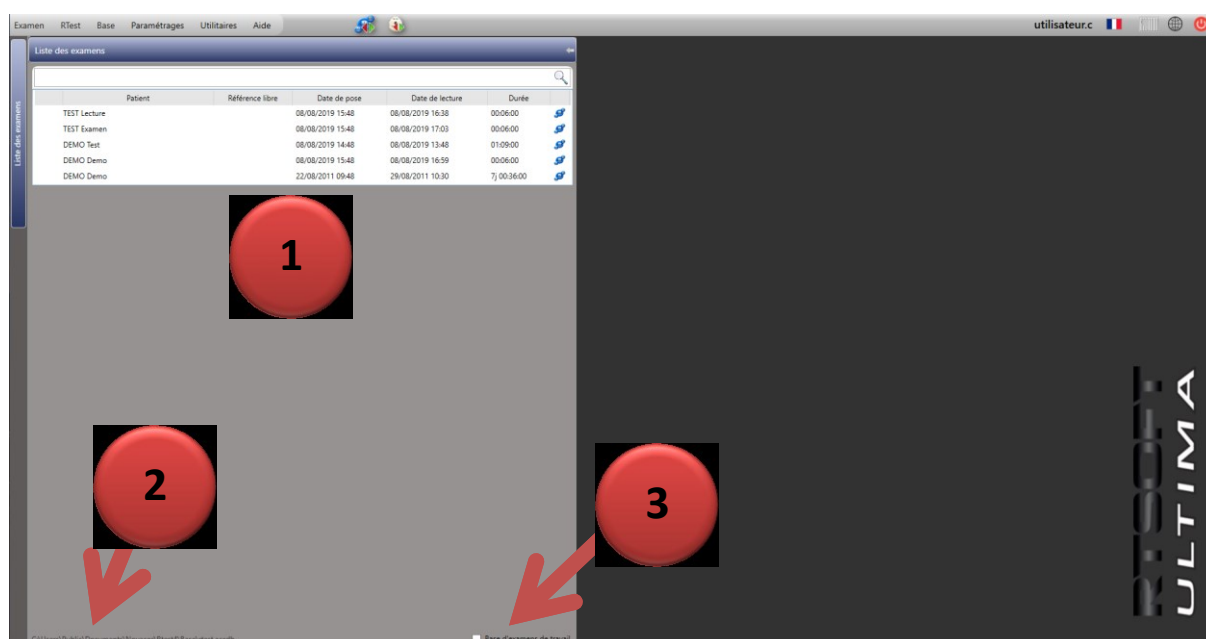 Examen RTest Base Paramétrages Utilitaires Aide utilisateur.c
Liste des examens
Liste des examens
Patient Référence libre Date de pose Date de lecture Durée
TEST Lecture 08/08/2019 15:48 08/08/2019 16:38 00:06:00
TEST Examen 08/08/2019 15:48 08/08/2019 17:03 00:06:00
DEMO Test 08/08/2019 14:48 08/08/2019 13:48 01:09:00
DEMO Demo 08/08/2019 15:48 08/08/2019 16:59 00:06:00
DEMO Demo 22/08/2011 09:48 29/08/2011 10:30 7j 00:36:00
1
2
3
Base d'examens de travail
RTSOFT
ULTIMA